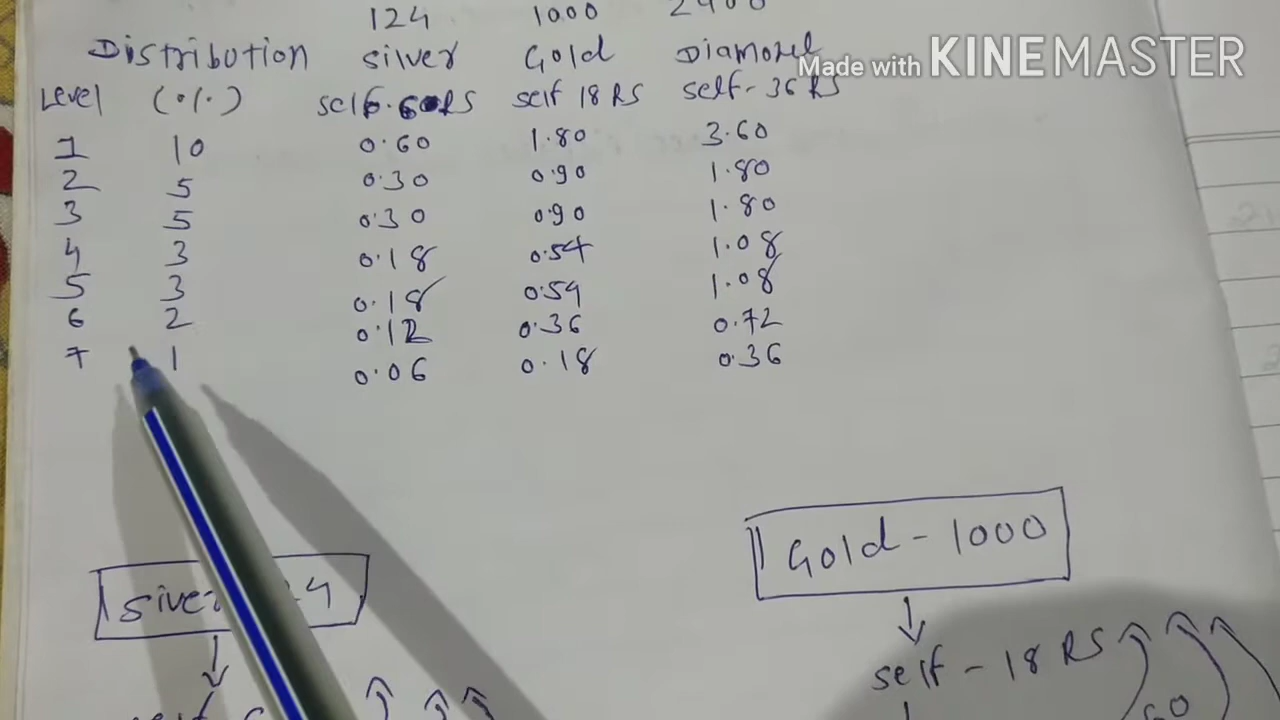 124 1000 2400
Distribution silver Gold Diamond
Made with KINEMASTER
Level (%) self. 6 RS self 18 RS self - 36 RS
1 10 0.60 1.80 3.60
2 5 0.30 0.90 1.80
3 5 0.30 0.90 1.80
4 3 0.18 0.54 1.08
5 3 0.18 0.54 1.08
6 2 0.12 0.36 0.72
7 1 0.06 0.18 0.36
Gold - 1000
self - 18 RS